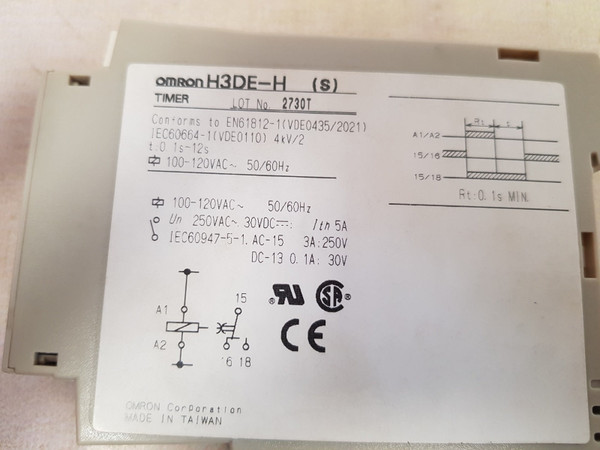 OMRON H3DE-H (S)
TIMER LOT No. 2730T
Conforms to EN61812-1(VDE0435/2021)
IEC60664-1(VDE0110) 4kV/2
t:0.1s-12s
100-120VAC~ 50/60Hz
100-120VAC~ 50/60Hz
Un 250VAC~ 30VDC⎓: Ith 5A
IEC60947-5-1. AC-15 3A:250V
DC-13 0.1A: 30V
Rt t
A1/A2
15/16
15/18
Rt:0.1s MIN.
15
A1
A2
16 18
RU SA
CE
OMRON Corporation
MADE IN TAIWAN